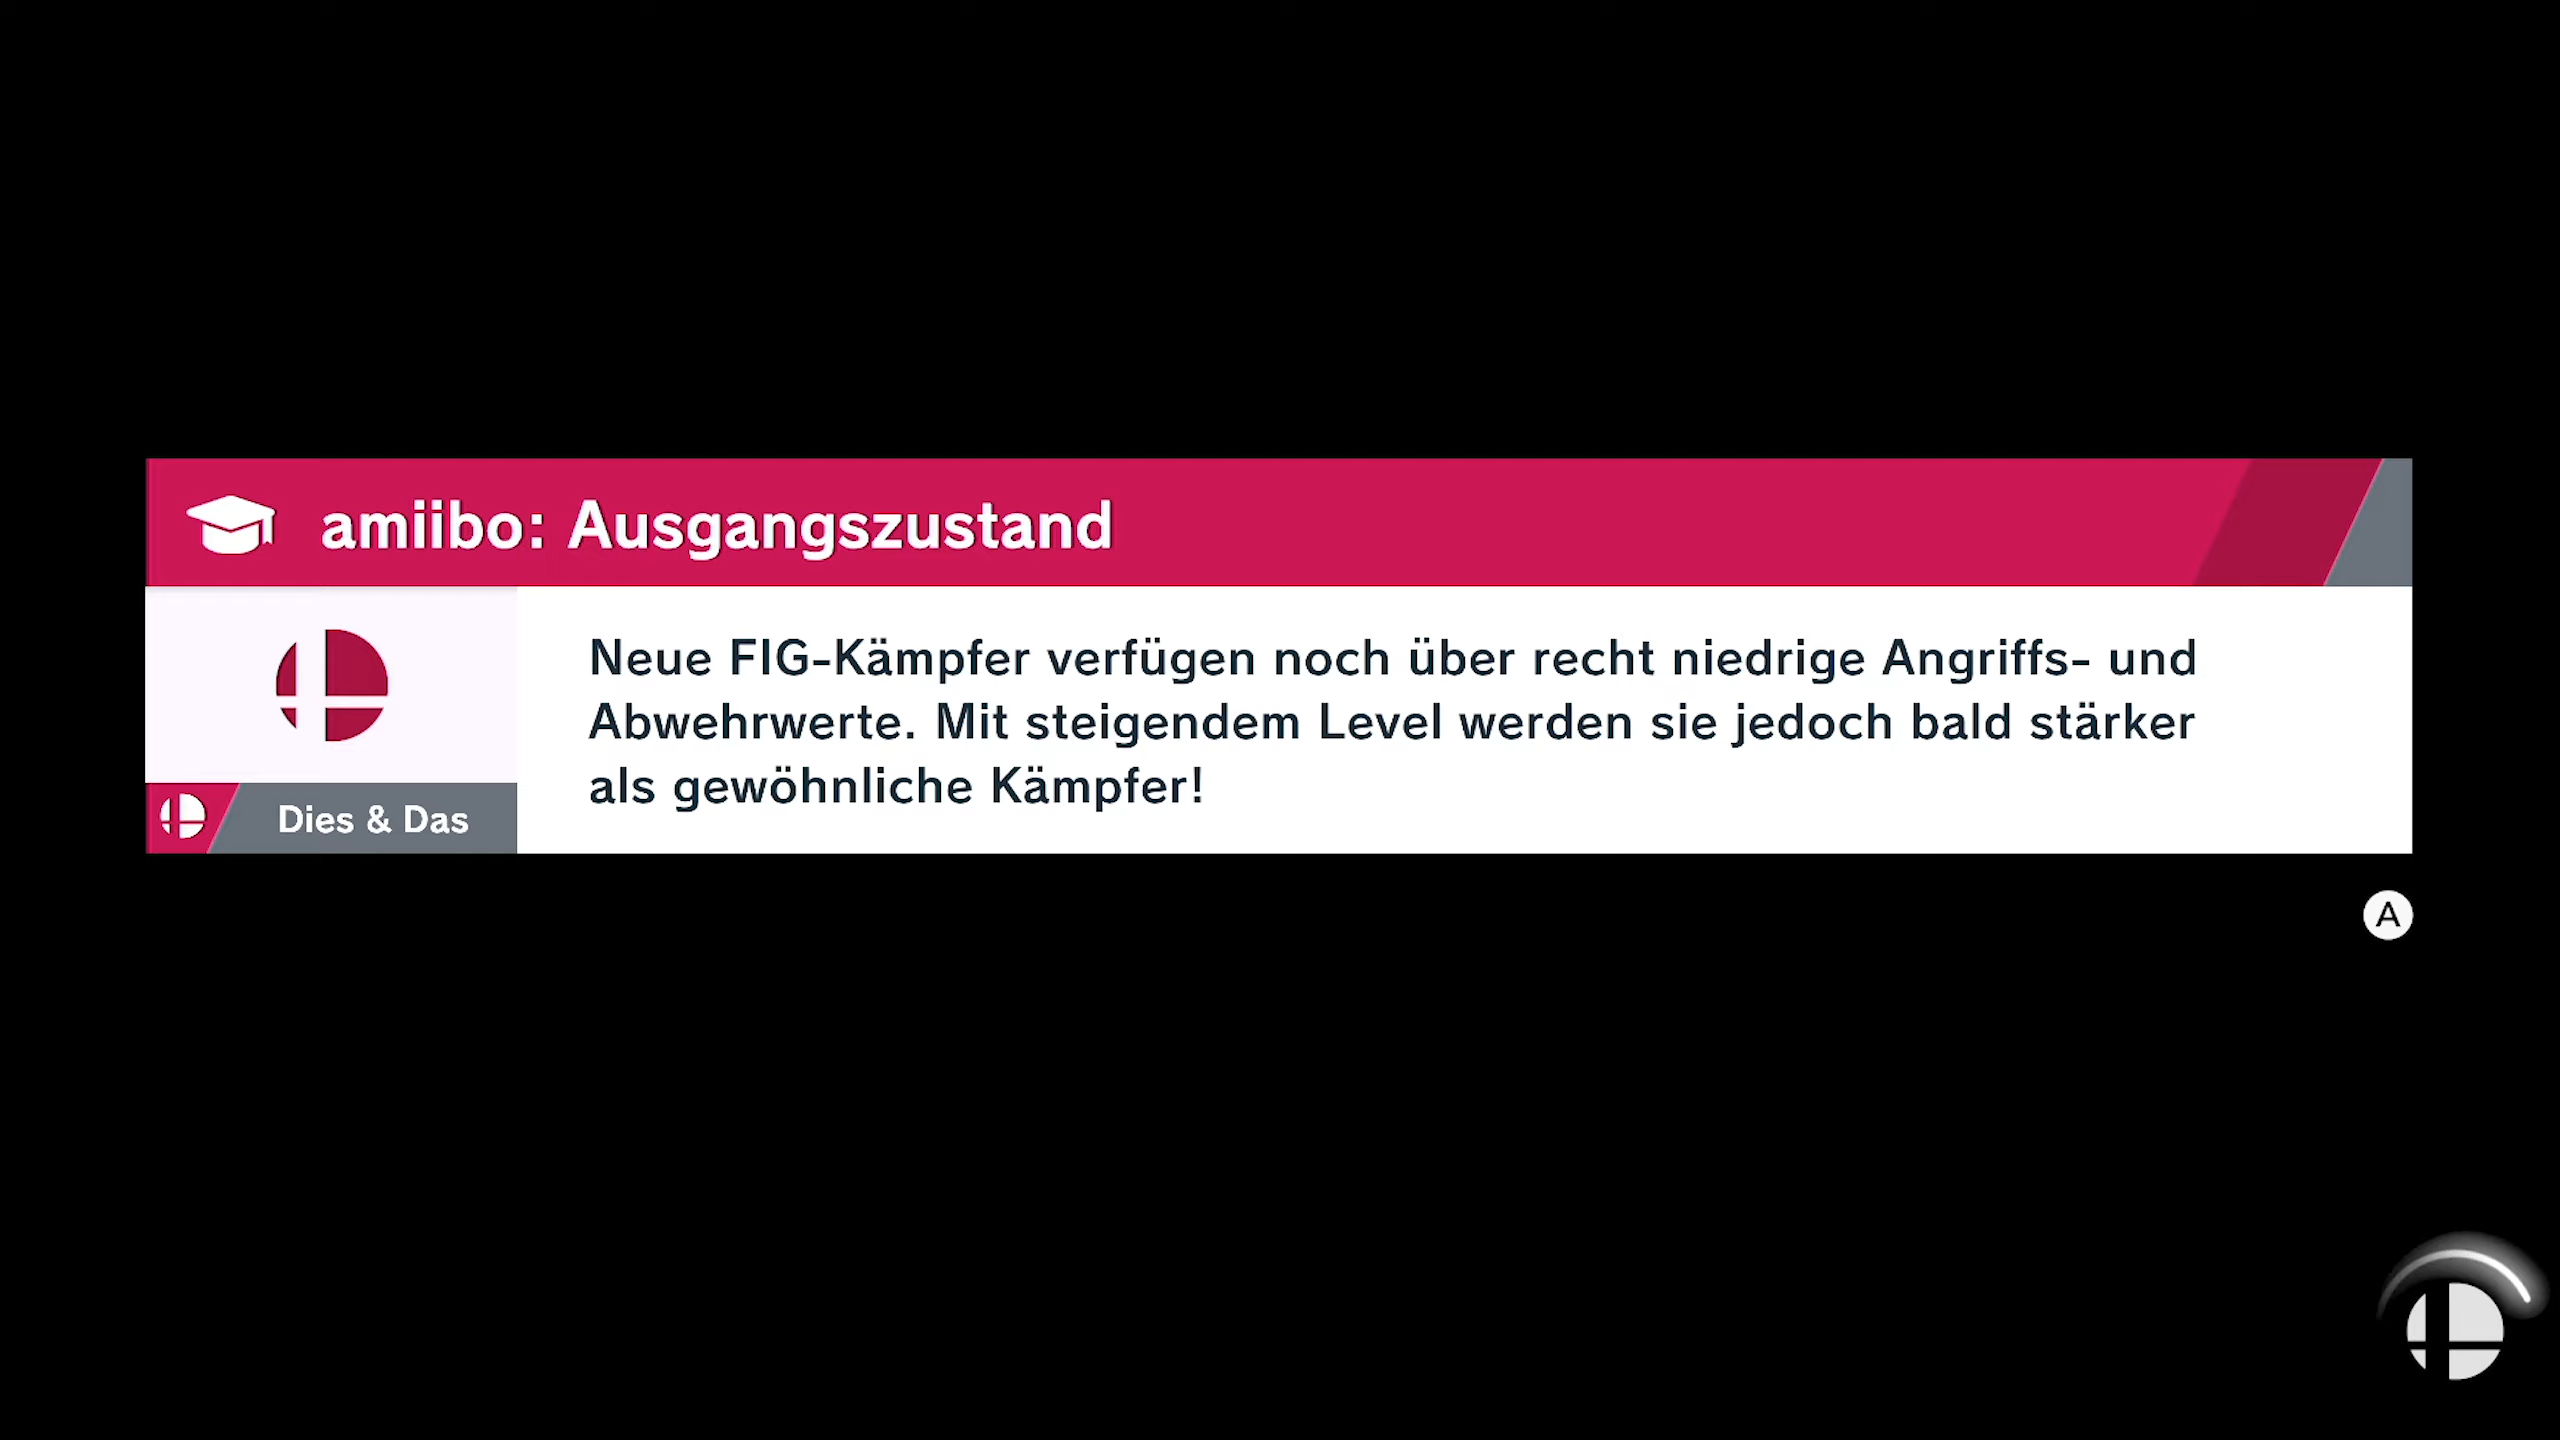 amiibo: Ausgangszustand
Neue FIG-Kämpfer verfügen noch über recht niedrige Angriffs- und
Abwehrwerte. Mit steigendem Level werden sie jedoch bald stärker
als gewöhnliche Kämpfer!
Dies & Das
A